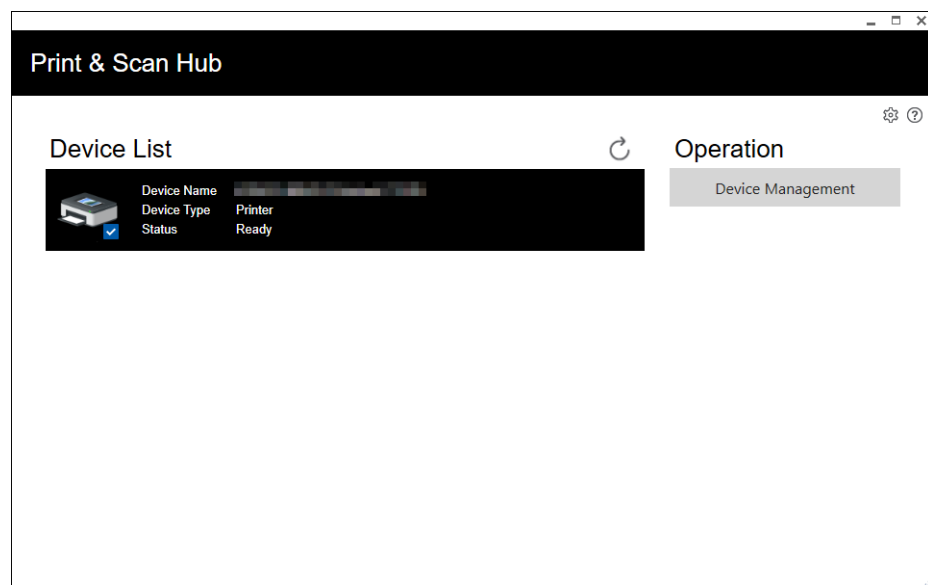 Print & Scan Hub
Device List
Operation
Device Name
Device Type Printer
Status Ready
Device Management